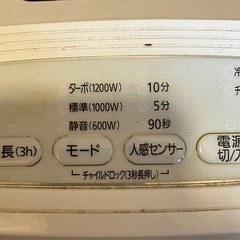 冷
ターボ(1200W) 10分
チ
標準(1000W) 5分
静音(600W) 90秒
長(3h) モード 人感センサー 電源
切/
チャイルドロック(3秒長押し)